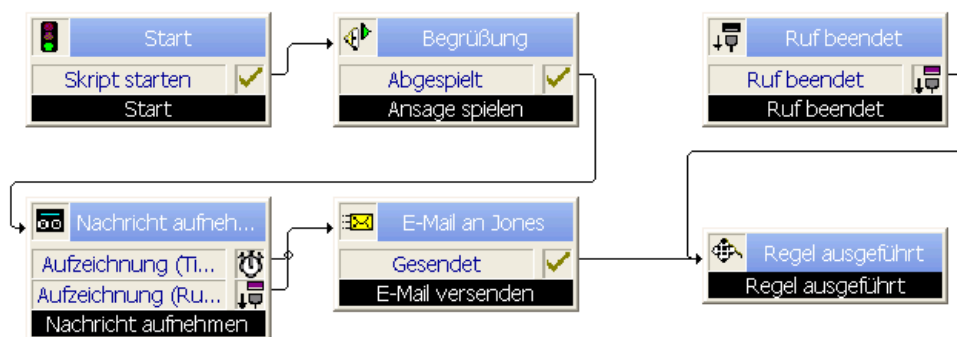 Start
Skript starten
Start
Begrüßung
Abgespielt
Ansage spielen
Ruf beendet
Ruf beendet
Ruf beendet
Nachricht aufneh...
Aufzeichnung (Ti...
Aufzeichnung (Ru...
Nachricht aufnehmen
E-Mail an Jones
Gesendet
E-Mail versenden
Regel ausgeführt
Regel ausgeführt